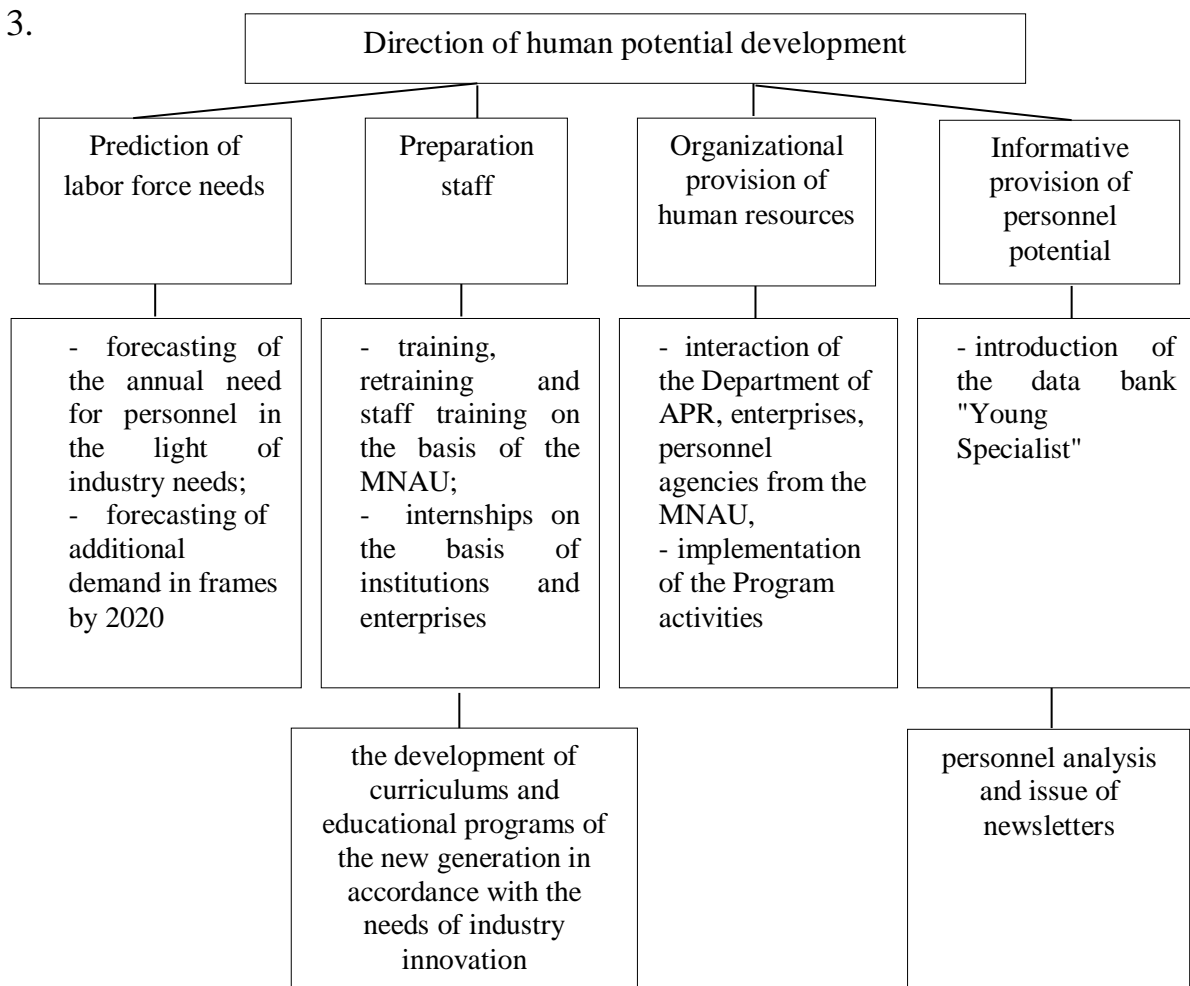 3.
Direction of human potential development
Prediction of
labor force needs
Preparation
staff
Organizational
provision of
human resources
Informative
provision of
personnel
potential
- forecasting of
the annual need
for personnel in
the light of
industry needs;
- forecasting of
additional
demand in frames
by 2020
- training,
retraining and
staff training on
the basis of the
MNAU;
- internships on
the basis of
institutions and
enterprises
- interaction of
the Department of
APR, enterprises,
personnel
agencies from the
MNAU,
- implementation
of the Program
activities
- introduction of
the data bank
"Young
Specialist"
the development of
curriculums and
educational programs of
the new generation in
accordance with the
needs of industry
innovation
personnel analysis
and issue of
newsletters